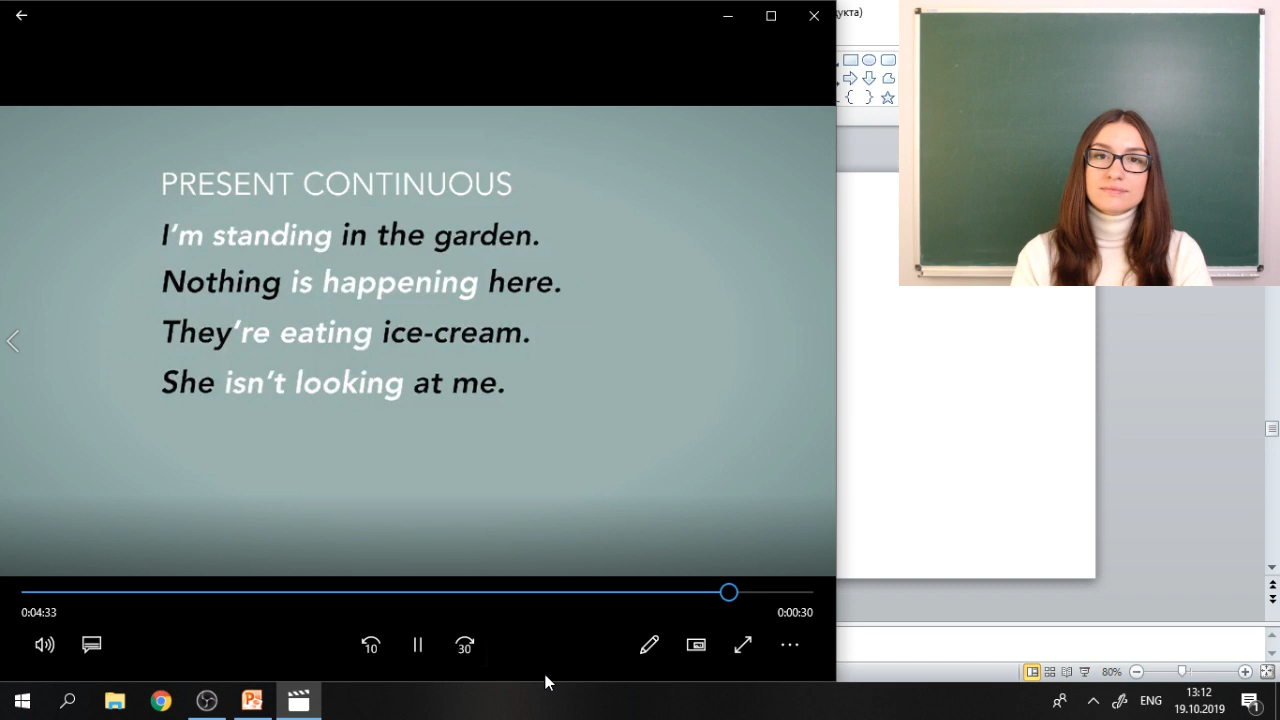 укта)
PRESENT CONTINUOUS
I'm standing in the garden.
Nothing is happening here.
They're eating ice-cream.
She isn't looking at me.
0:04:33
0:00:30
10
30
80%
ENG
13:12
19.10.2019
1